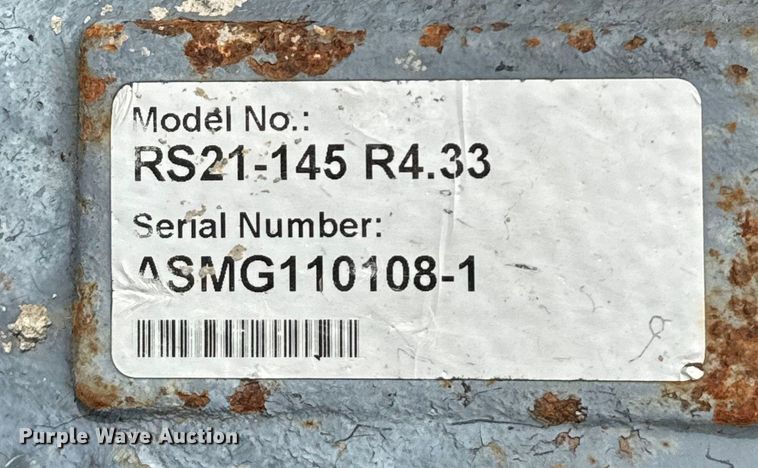 Model No.:
RS21-145 R4.33
Serial Number:
ASMG110108-1
Purple Wave Auction